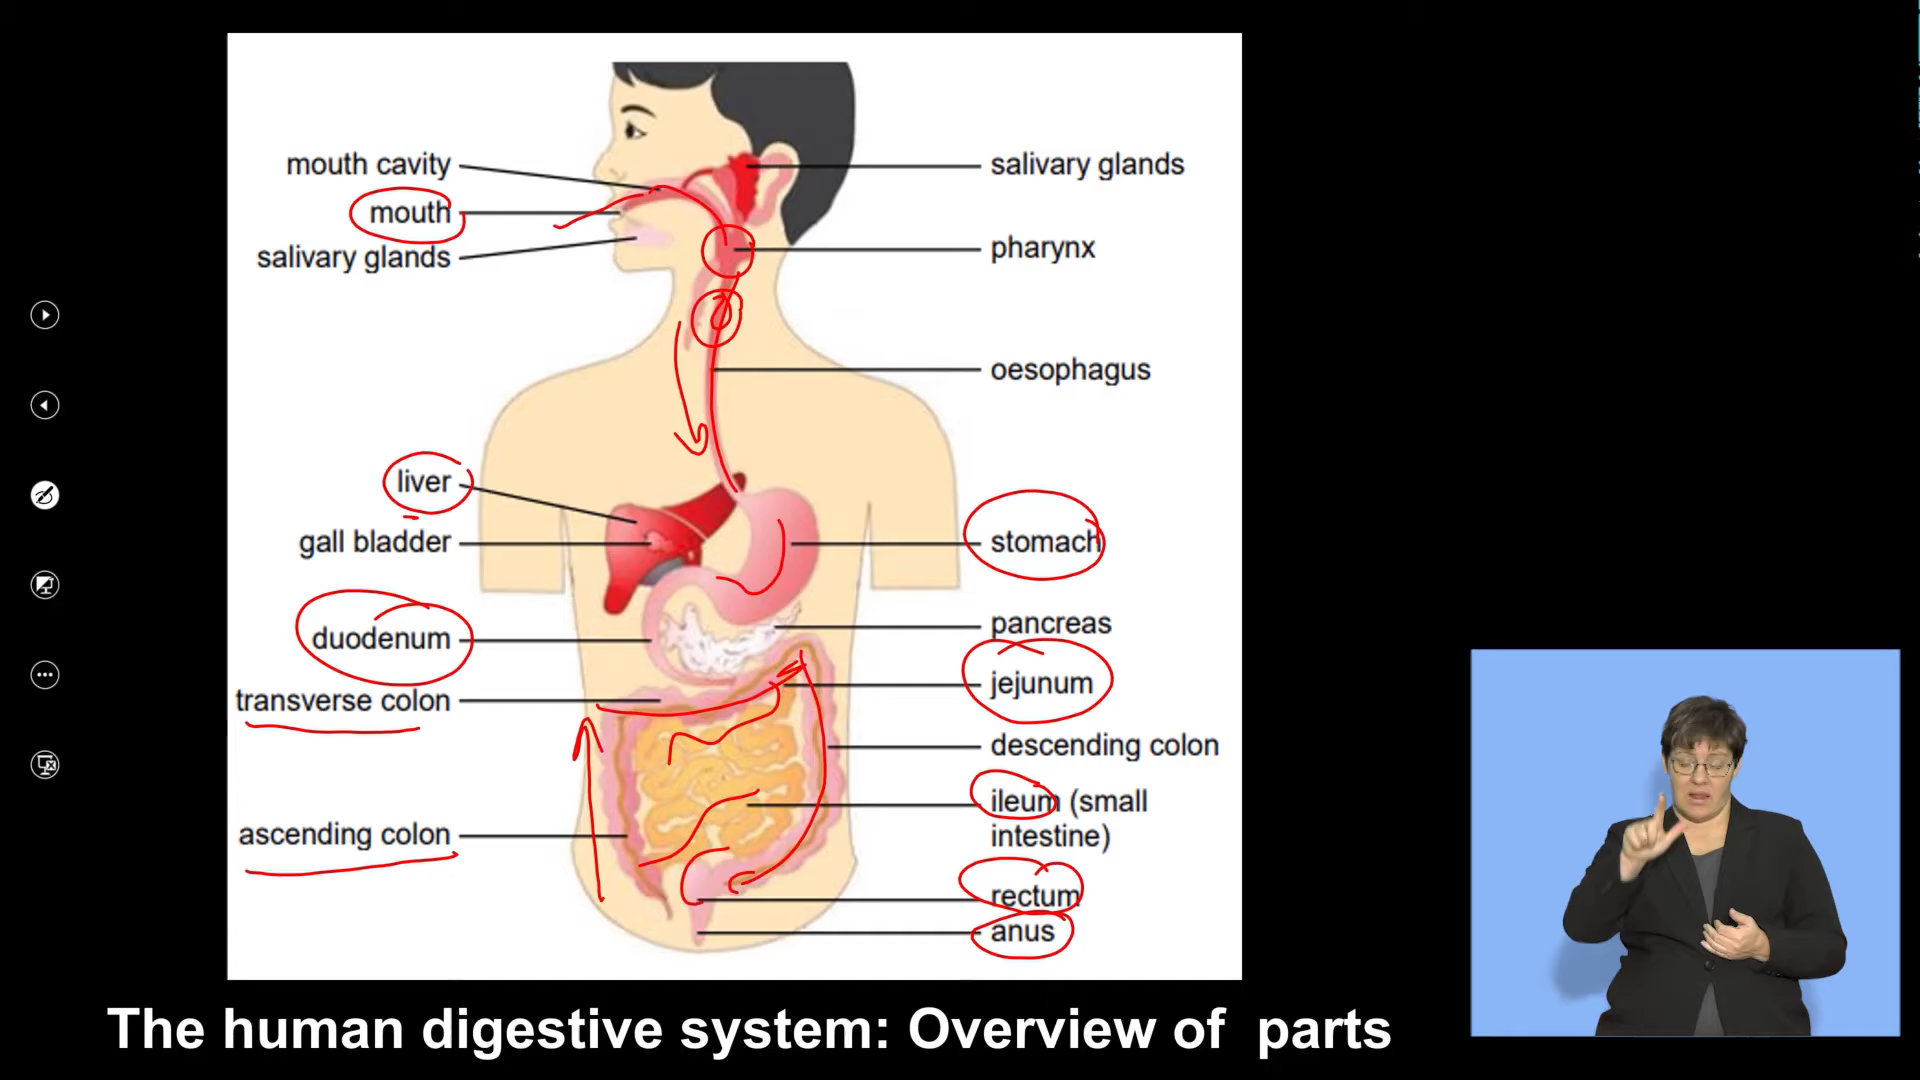 mouth cavity
mouth
salivary glands
liver
gall bladder
duodenum
transverse colon
ascending colon
salivary glands
pharynx
oesophagus
stomach
pancreas
jejunum
descending colon
ileum (small
intestine)
rectum
anus
The human digestive system: Overview of parts